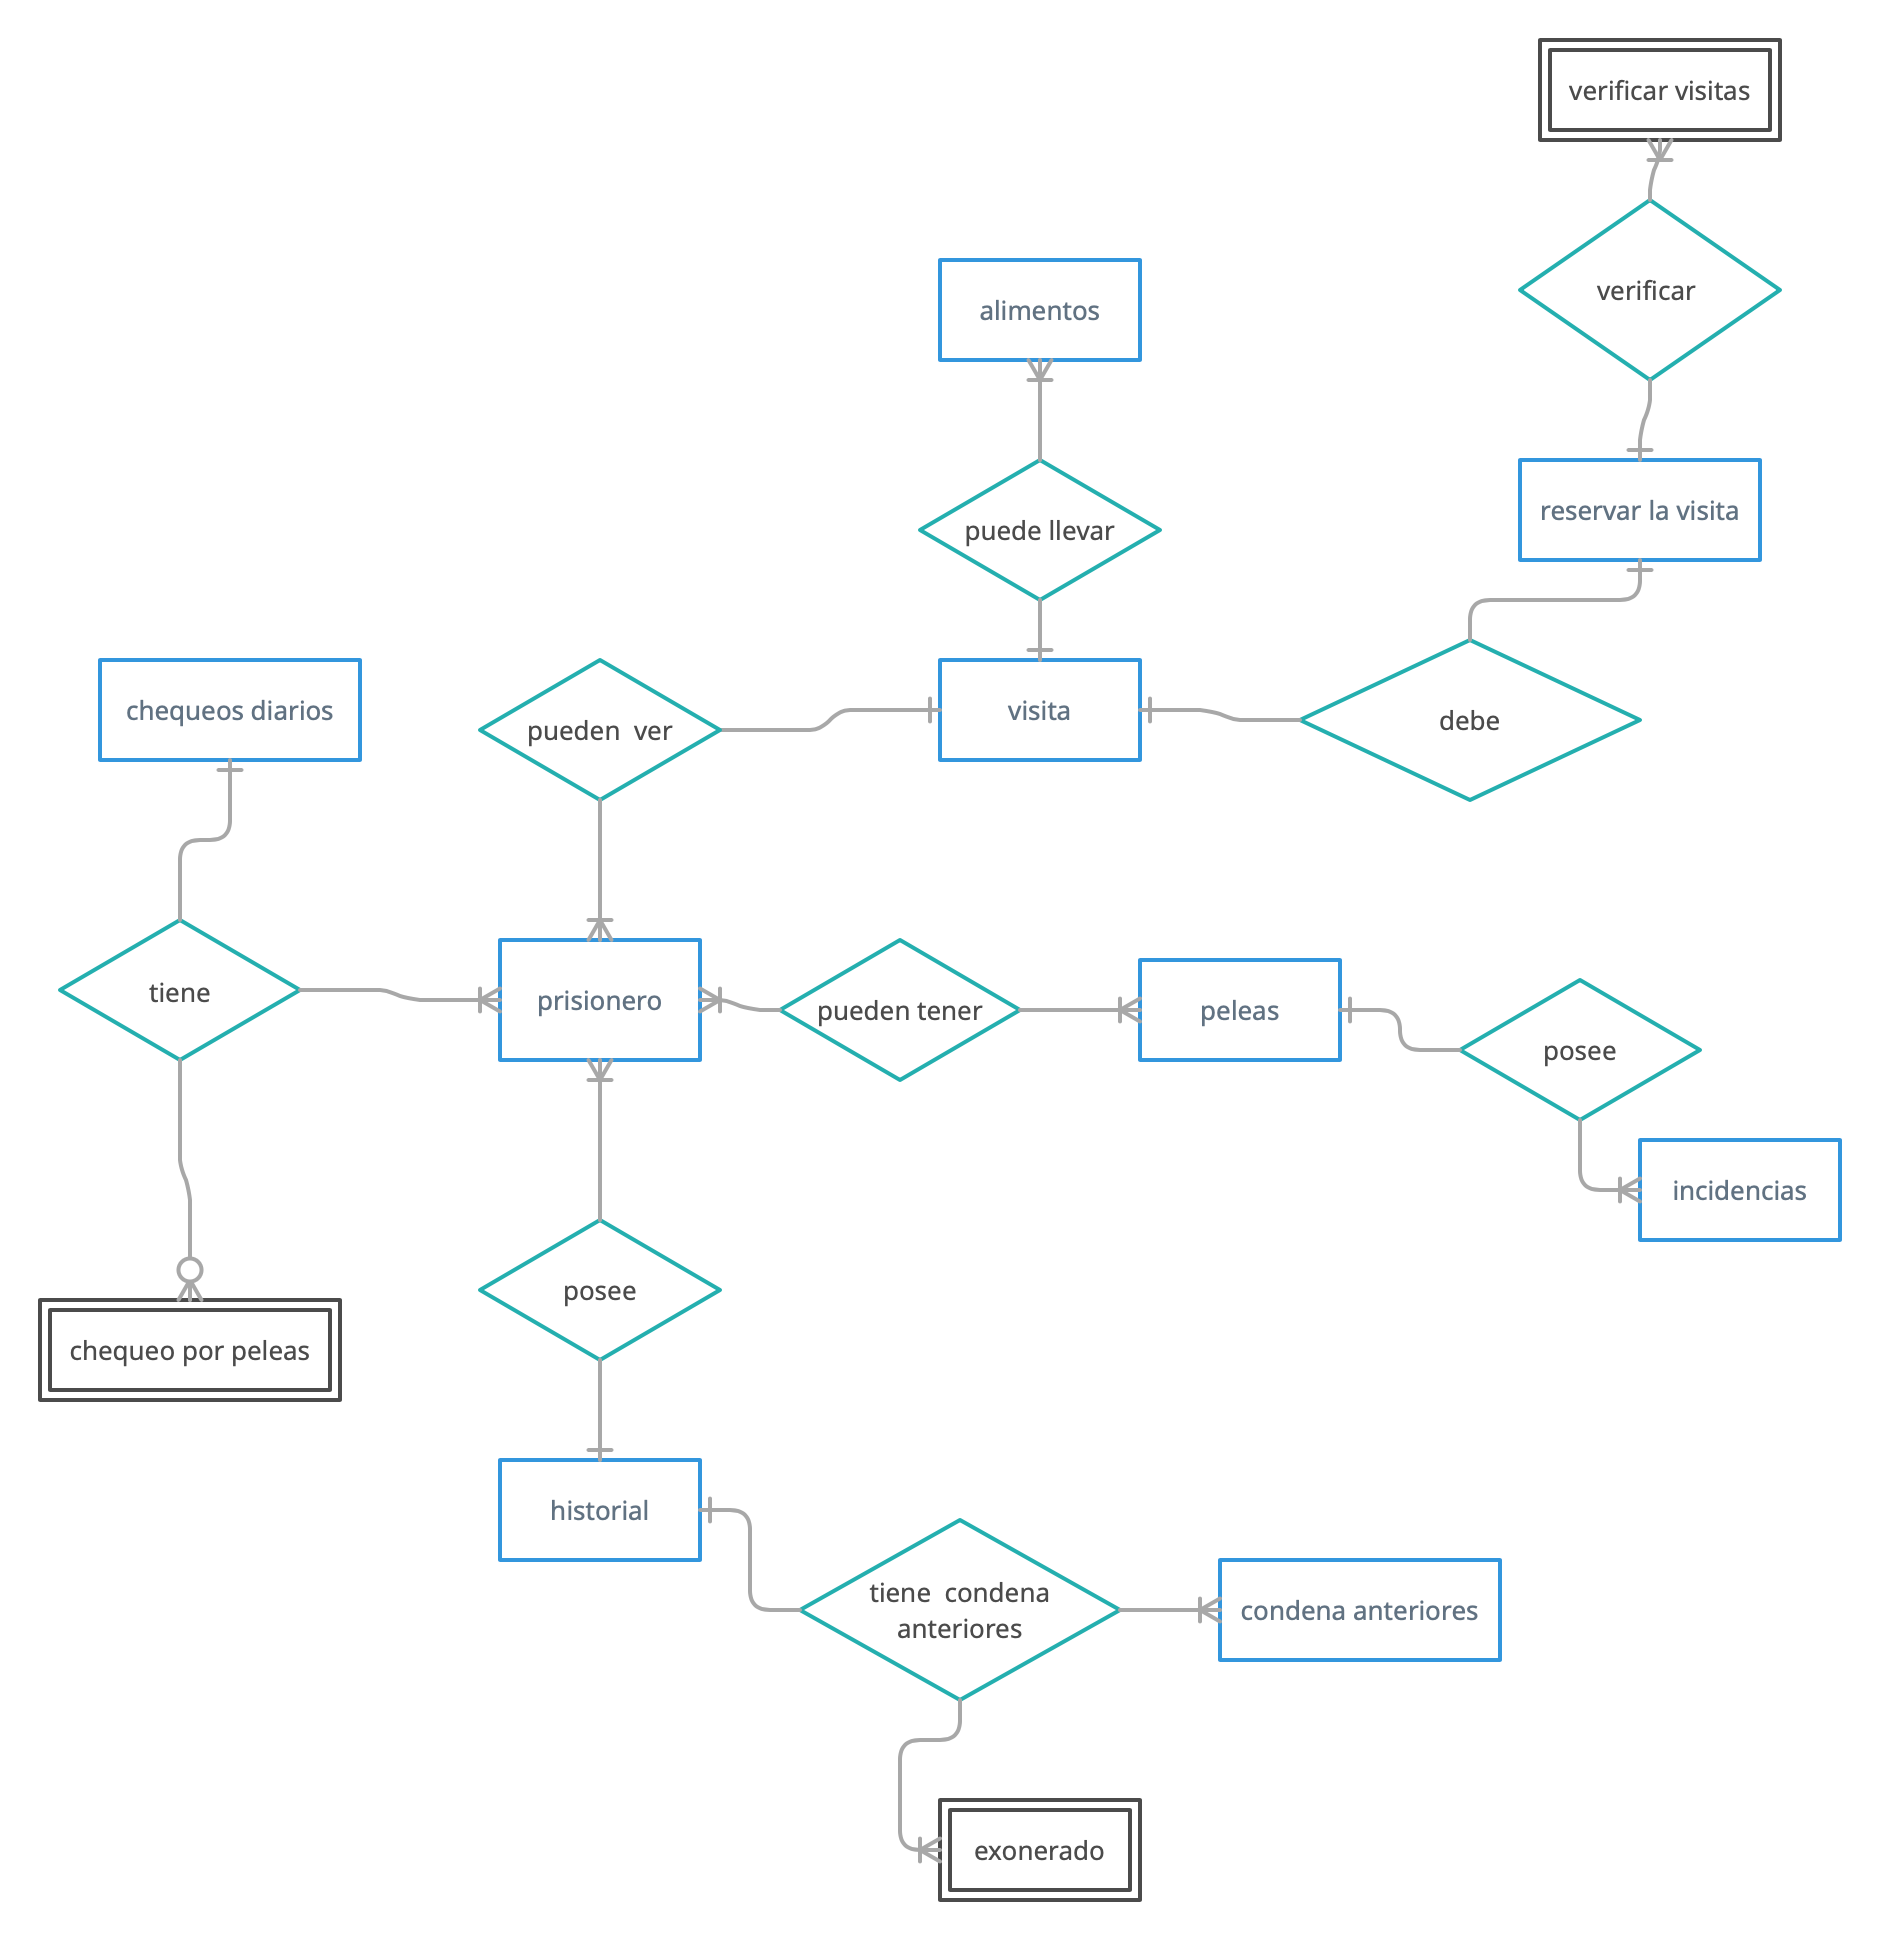 verificar visitas
verificar
alimentos
reservar la visita
puede llevar
chequeos diarios
pueden  ver
visita
debe
tiene
prisionero
pueden tener
peleas
posee
incidencias
posee
chequeo por peleas
historial
tiene  condena
anteriores
condena anteriores
exonerado